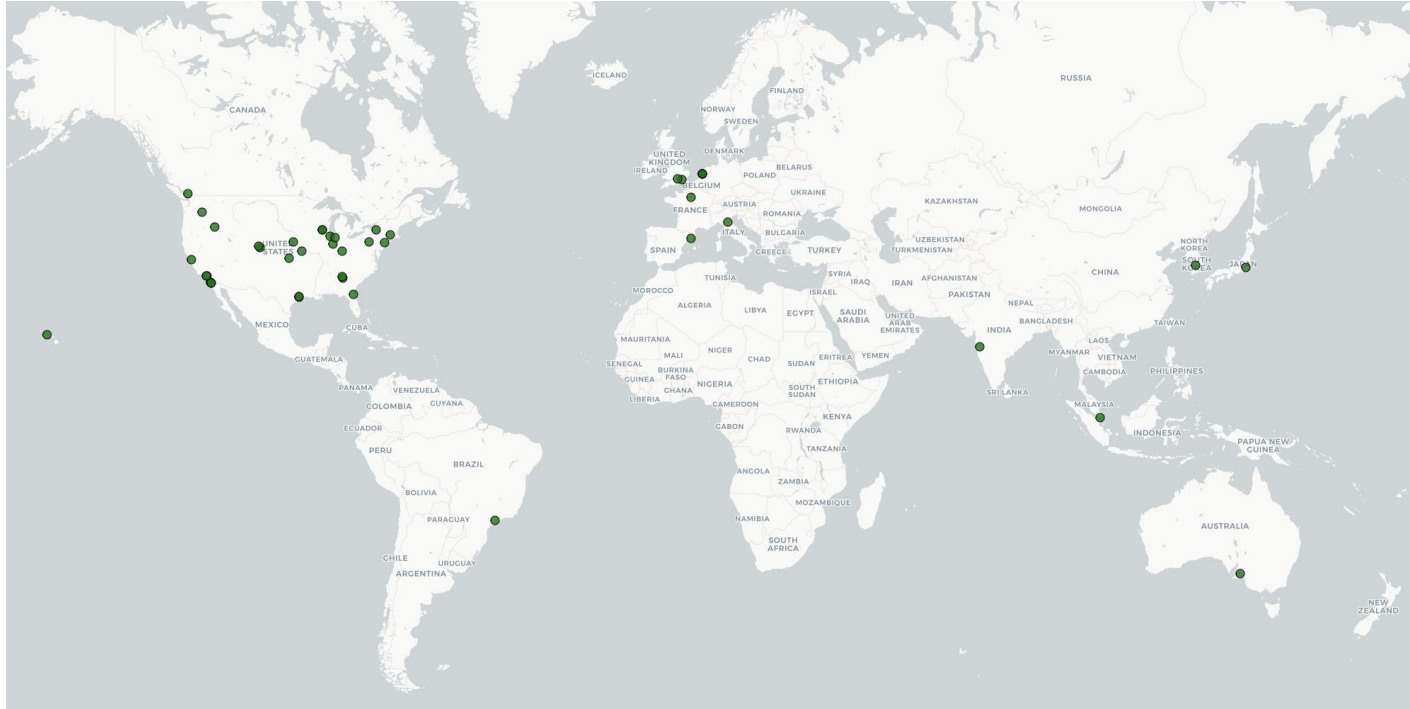 ICELAND
RUSSIA
FINLAND
CANADA
NORWAY
SWEDEN
UNITED
KINGDOM
DENMARK
IRELAND
BELARUS
POLAND
BELGIUM
UKRAINE
KAZAKHSTAN
AUSTRIA
FRANCE
ROMANIA
MONGOLIA
ITALY
BULGARIA
UZBEKISTAN
NORTH
KOREA
UNITED
STATES
SPAIN
GREECE
TURKEY
TURKMENISTAN
SOUTH
KOREA
JAPAN
CHINA
TUNISIA
SYRIA
IRAQ
IRAN
AFGHANISTAN
MOROCCO
ISRAEL
PAKISTAN
ALGERIA
LIBYA
EGYPT
SAUDI
ARABIA
UNITED
ARAB
EMIRATES
NEPAL
MEXICO
CUBA
BANGLADESH
TAIWAN
INDIA
MAURITANIA
LAOS
GUATEMALA
SENEGAL
MALI
NIGER
CHAD
SUDAN
ERITREA
YEMEN
MYANMAR
VIETNAM
GUINEA
BURKINA
FASO
CAMBODIA
PHILIPPINES
PANAMA
VENEZUELA
GUYANA
GHANA
NIGERIA
SOUTH
SUDAN
ETHIOPIA
SRI LANKA
LIBERIA
COLOMBIA
CAMEROON
MALAYSIA
KENYA
ECUADOR
GABON
RWANDA
INDONESIA
PERU
TANZANIA
PAPUA NEW
GUINEA
BRAZIL
ANGOLA
ZAMBIA
BOLIVIA
MOZAMBIQUE
PARAGUAY
NAMIBIA
AUSTRALIA
SOUTH
AFRICA
CHILE
URUGUAY
ARGENTINA
NEW
ZEALAND